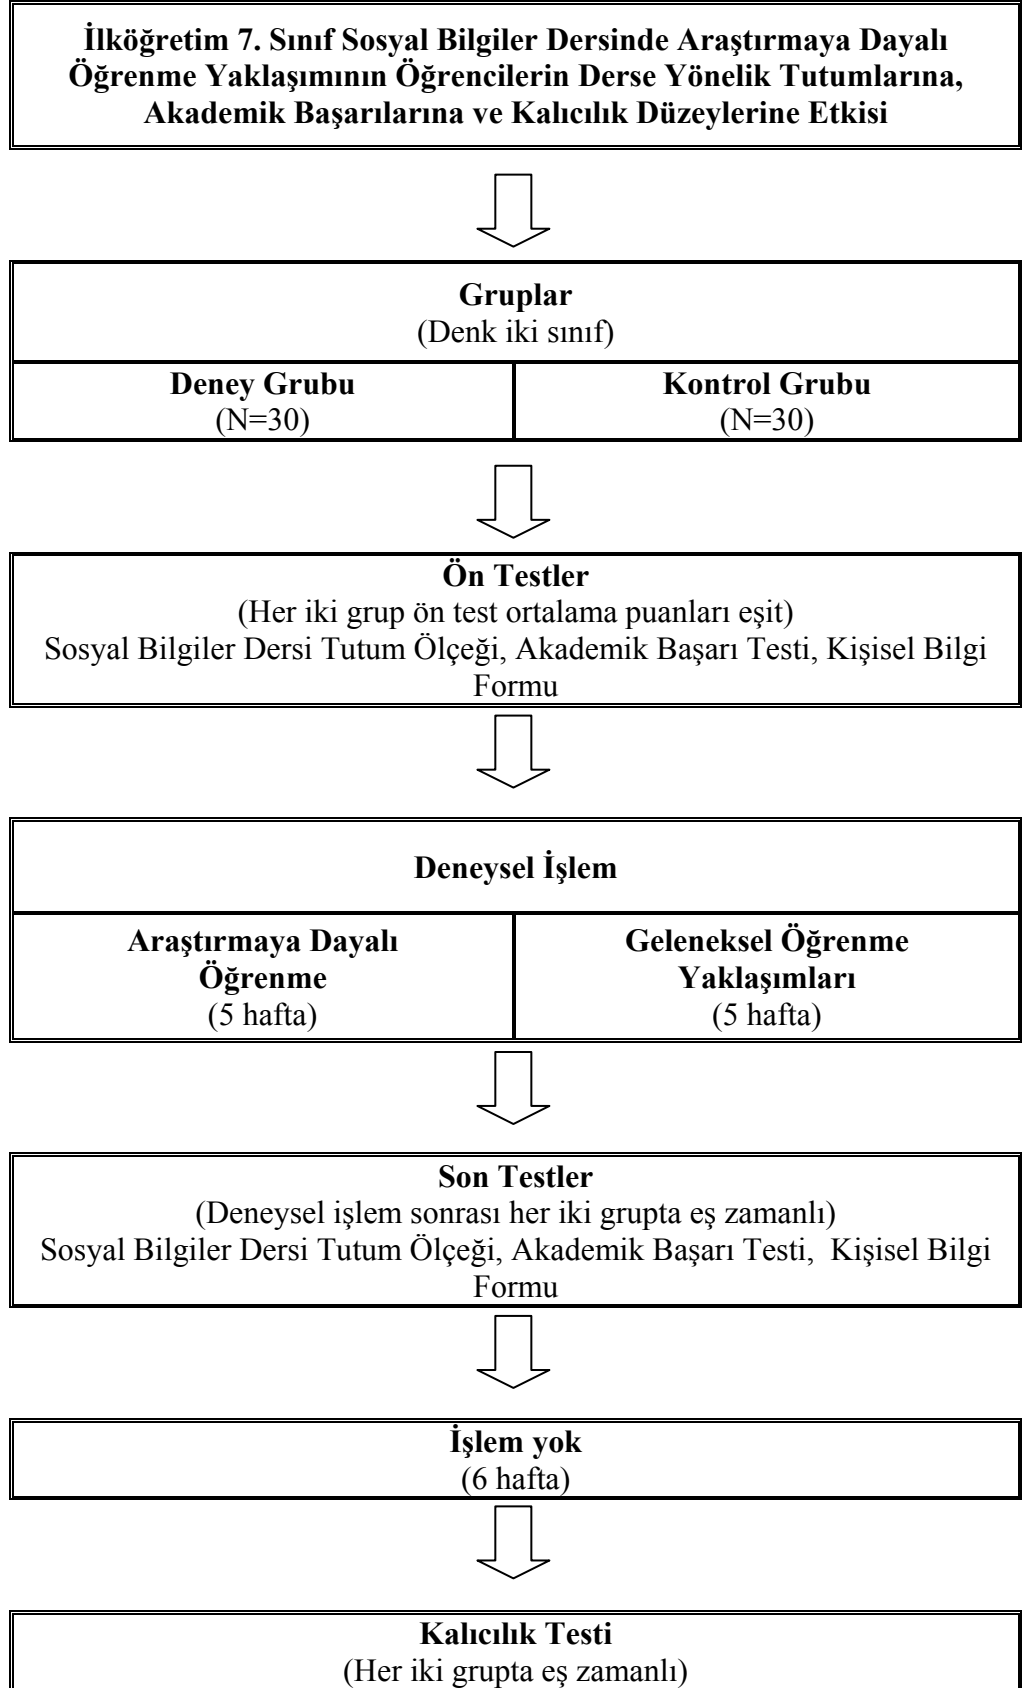 İlköğretim 7. Sınıf Sosyal Bilgiler Dersinde Araştırmaya Dayalı
Öğrenme Yaklaşımının Öğrencilerin Derse Yönelik Tutumlarına,
Akademik Başarılarına ve Kalıcılık Düzeylerine Etkisi
Gruplar
(Denk iki sınıf)
Deney Grubu
(N=30)
Kontrol Grubu
(N=30)
Ön Testler
(Her iki grup ön test ortalama puanları eşit)
Sosyal Bilgiler Dersi Tutum Ölçeği, Akademik Başarı Testi, Kişisel Bilgi
Formu
Deneysel İşlem
Araştırmaya Dayalı
Öğrenme
(5 hafta)
Geleneksel Öğrenme
Yaklaşımları
(5 hafta)
Son Testler
(Deneysel işlem sonrası her iki grupta eş zamanlı)
Sosyal Bilgiler Dersi Tutum Ölçeği, Akademik Başarı Testi,  Kişisel Bilgi
Formu
İşlem yok
(6 hafta)
Kalıcılık Testi
(Her iki grupta eş zamanlı)